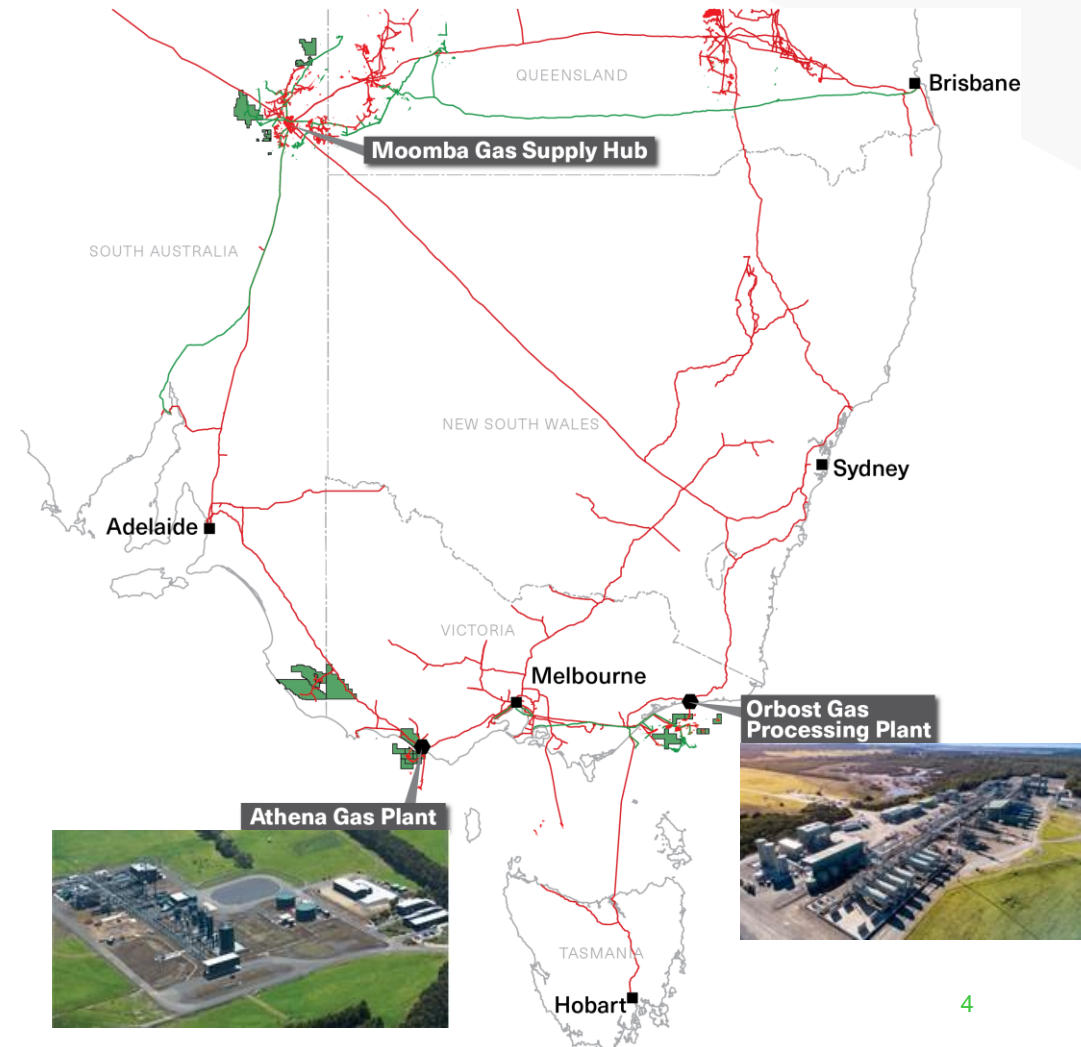 QUEENSLAND
Brisbane
Moomba Gas Supply Hub
SOUTH AUSTRALIA
NEW SOUTH WALES
Sydney
Adelaide
VICTORIA
Melbourne
Orbost Gas
Processing Plant
Athena Gas Plant
TASMANIA
Hobart
4